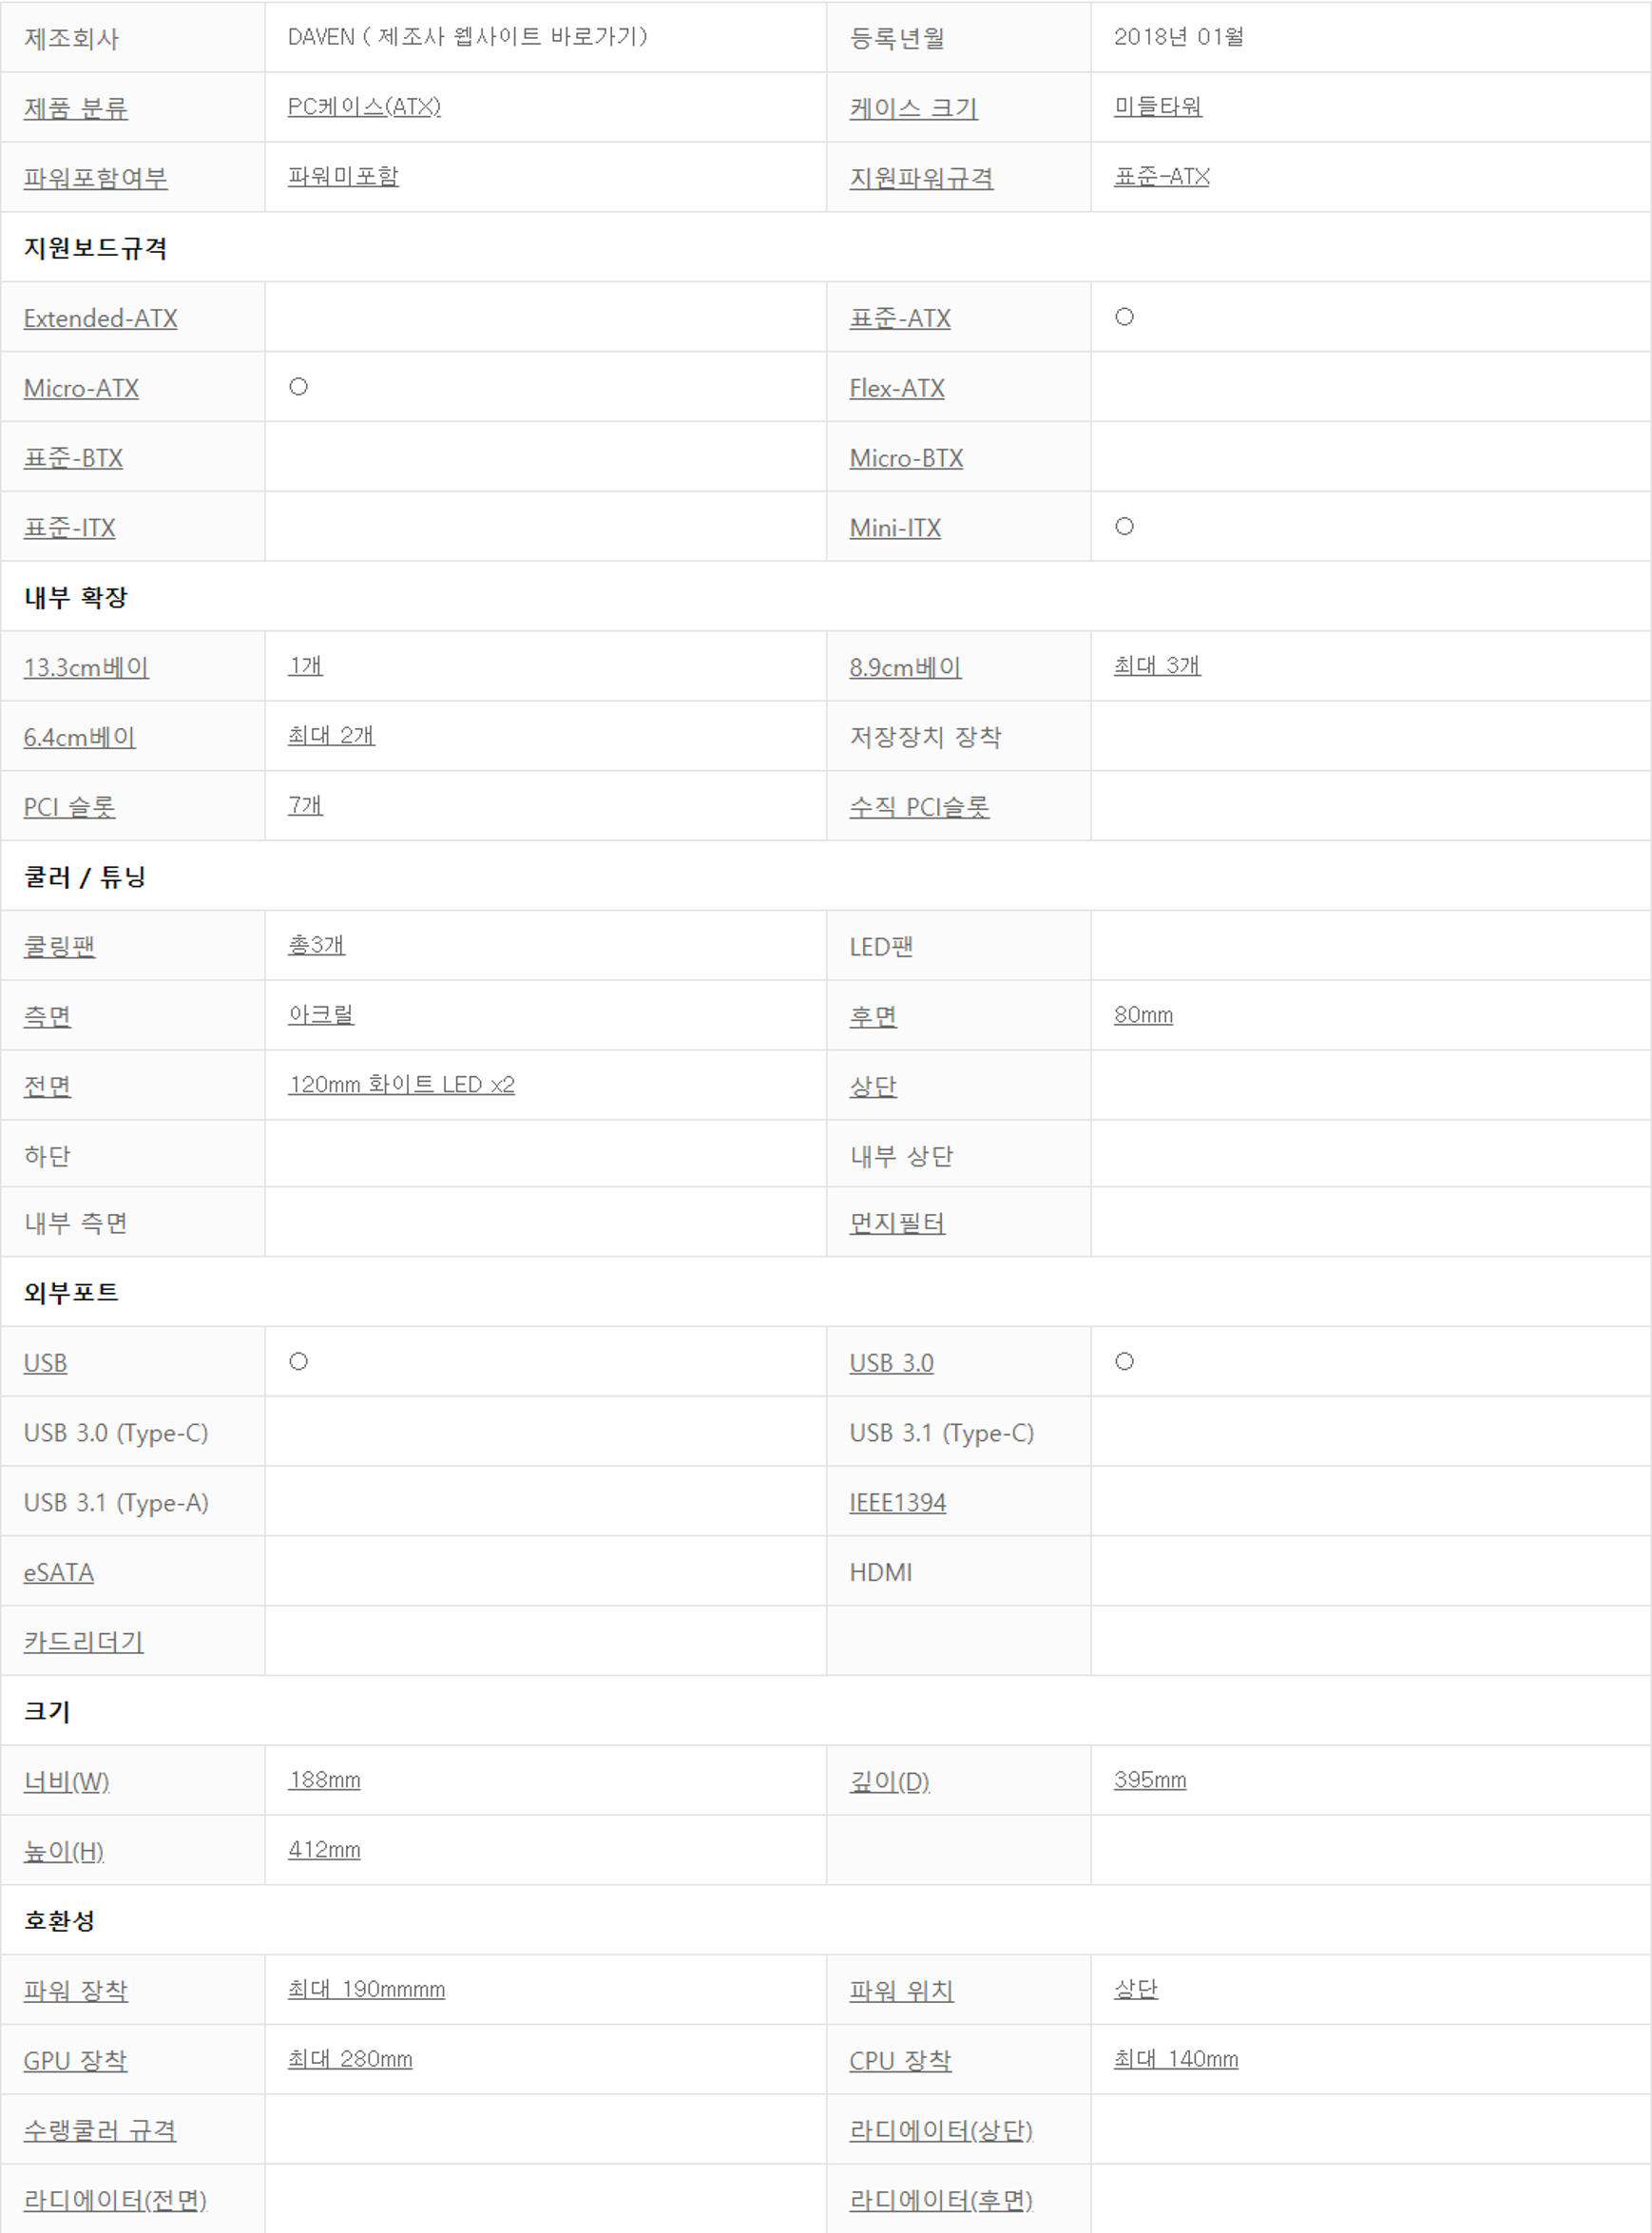 제조회사 DAVEN ( 제조사 웹사이트 바로가기) 등록년월 2018년 01월
제품 분류 PC케이스(ATX) 케이스 크기 미들타워
파워포함여부 파워미포함 지원파워규격 표준-ATX
지원보드규격
Extended-ATX 표준-ATX ○
Micro-ATX ○ Flex-ATX
표준-BTX Micro-BTX
표준-ITX Mini-ITX ○
내부 확장
13.3cm베이 1개 8.9cm베이 최대 3개
6.4cm베이 최대 2개 저장장치 장착
PCI 슬롯 7개 수직 PCI슬롯
쿨러 / 튜닝
쿨링팬 총3개 LED팬
측면 아크릴 후면 80mm
전면 120mm 화이트 LED x2 상단
하단 내부 상단
내부 측면 먼지필터
외부포트
USB ○ USB 3.0 ○
USB 3.0 (Type-C) USB 3.1 (Type-C)
USB 3.1 (Type-A) IEEE1394
eSATA HDMI
카드리더기
크기
너비(W) 188mm 깊이(D) 395mm
높이(H) 412mm
호환성
파워 장착 최대 190mmmm 파워 위치 상단
GPU 장착 최대 280mm CPU 장착 최대 140mm
수랭쿨러 규격 라디에이터(상단)
라디에이터(전면) 라디에이터(후면)